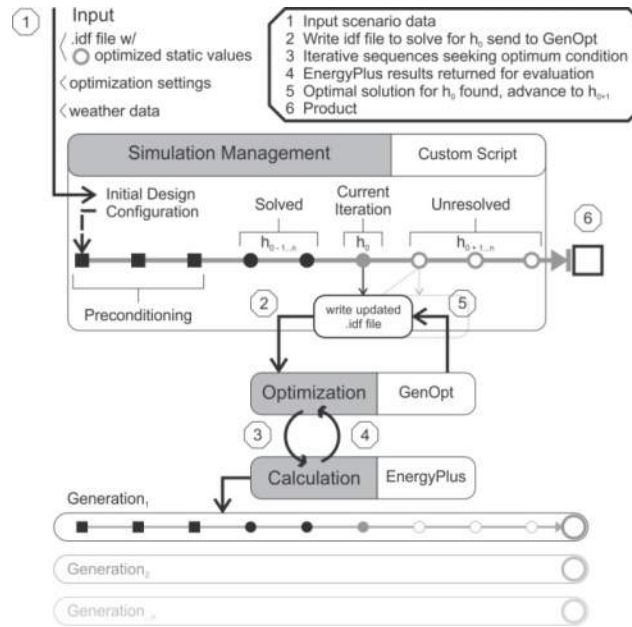 1
Input
.idf file w/
optimized static values
optimization settings
weather data
1 Input scenario data
2 Write idf file to solve for h₀ send to GenOpt
3 Iterative sequences seeking optimum condition
4 EnergyPlus results returned for evaluation
5 Optimal solution for h₀ found, advance to h₀₊₁
6 Product
Simulation Management
Custom Script
Initial Design
Configuration
Solved
Current
Iteration
Unresolved
h₀ ₋ ₁...ₙ
h₀
h₀ ₊ ₁...ₙ
6
Preconditioning
2
write updated
.idf file
5
Optimization
GenOpt
3
4
Calculation
EnergyPlus
Generation₁
Generation₂
Generation